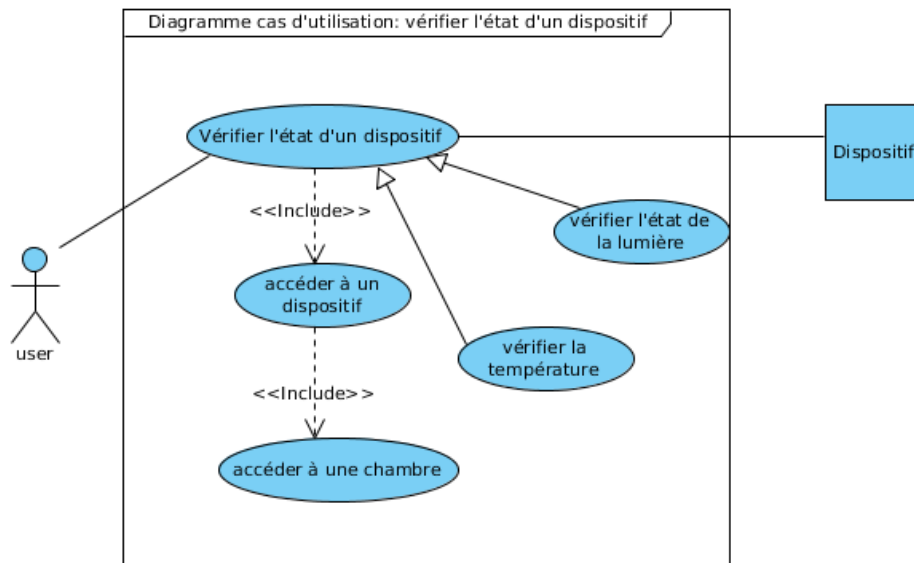 Diagramme cas d'utilisation: vérifier l'état d'un dispositif
Vérifier l'état d'un dispositif
Dispositif
<<Include>>
vérifier l'état de
la lumière
accéder à un
dispositif
user
vérifier la
température
<<Include>>
accéder à une chambre